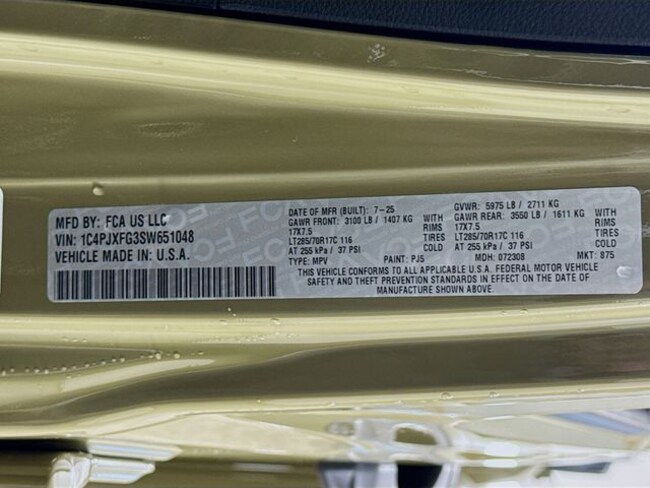 MFD BY: FCA US LLC
VIN: 1C4PJXFG3SW651048
VEHICLE MADE IN: U.S.A.
DATE OF MFR (BUILT): 7-25 GVWR: 5975 LB / 2711 KG
GAWR FRONT: 3100 LB / 1407 KG WITH GAWR REAR: 3550 LB / 1611 KG WITH
17X7.5 RIMS 17X7.5 RIMS
LT285/70R17C 116 TIRES LT285/70R17C 116 TIRES
AT 255 kPa / 37 PSI COLD AT 255 kPa / 37 PSI COLD
TYPE: MPV PAINT: PJ5 MDH: 072308 MKT: 875
THIS VEHICLE CONFORMS TO ALL APPLICABLE U.S.A. FEDERAL MOTOR VEHICLE
SAFETY AND THEFT PREVENTION STANDARDS IN EFFECT ON THE DATE OF
MANUFACTURE SHOWN ABOVE.